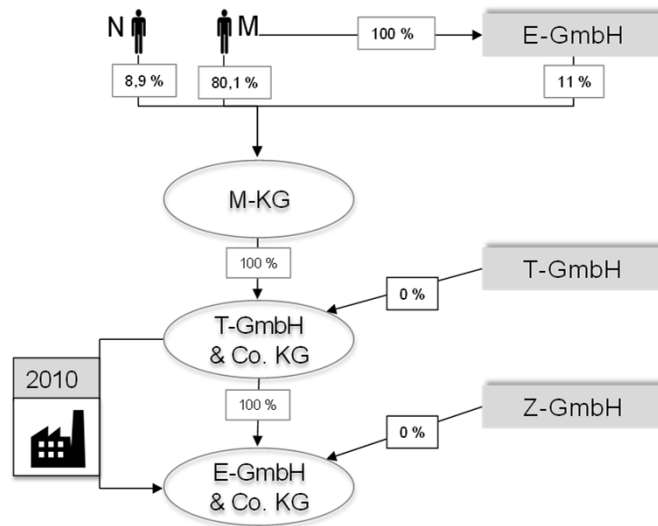 N M 100 % E-GmbH
8,9 % 80,1 % 11 %
M-KG
100 %
T-GmbH
0 %
T-GmbH
& Co. KG
2010
100 %
Z-GmbH
0 %
E-GmbH
& Co. KG